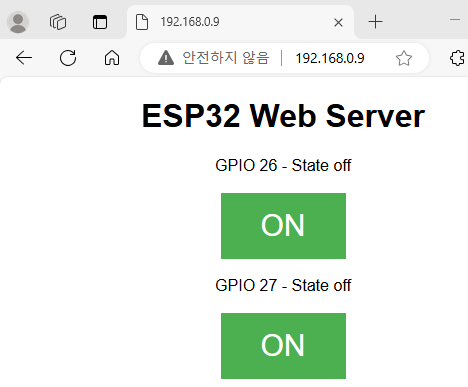 192.168.0.9
안전하지 않음 192.168.0.9
ESP32 Web Server
GPIO 26 - State off
ON
GPIO 27 - State off
ON